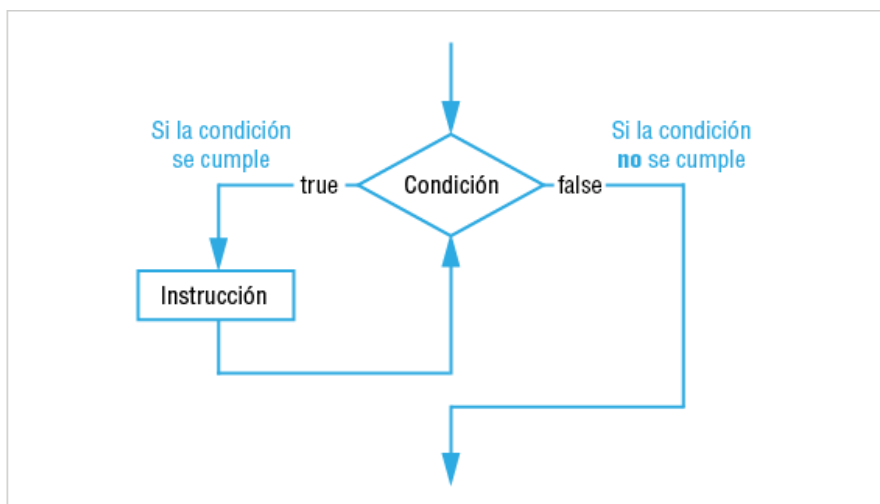 Si la condición
se cumple
Si la condición
no se cumple
true
Condición
false
Instrucción